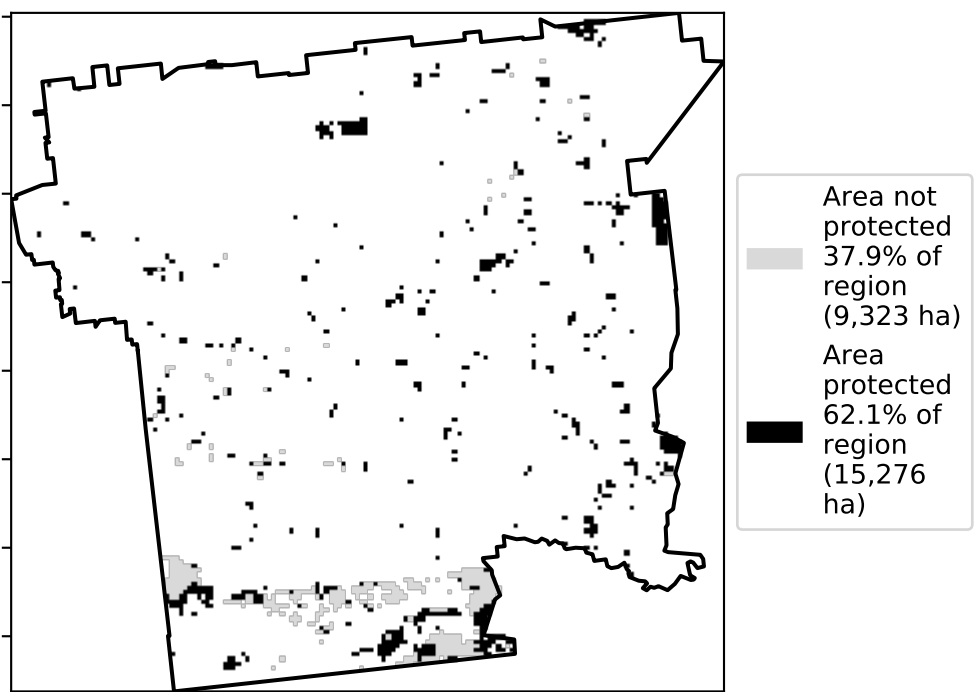 Area not
protected
37.9% of
region
(9,323 ha)
Area
protected
62.1% of
region
(15,276
ha)